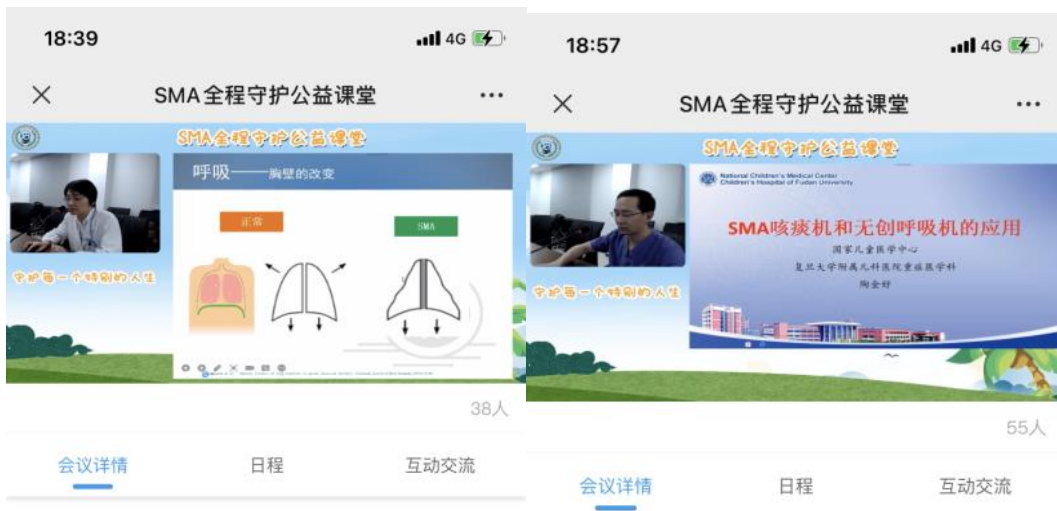 18:39
4G
SMA全程守护公益课堂
SMA全程守护公益课堂
呼吸——胸壁的改变
正常
SMA
守护每一个特别的人生
38人
会议详情
日程
互动交流
18:57
4G
SMA全程守护公益课堂
SMA全程守护公益课堂
National Children's Medical Center
Children's Hospital of Fudan University
SMA咳痰机和无创呼吸机的应用
国家儿童医学中心
复旦大学附属儿科医院重症医学科
陶金好
守护每一个特别的人生
55人
会议详情
日程
互动交流